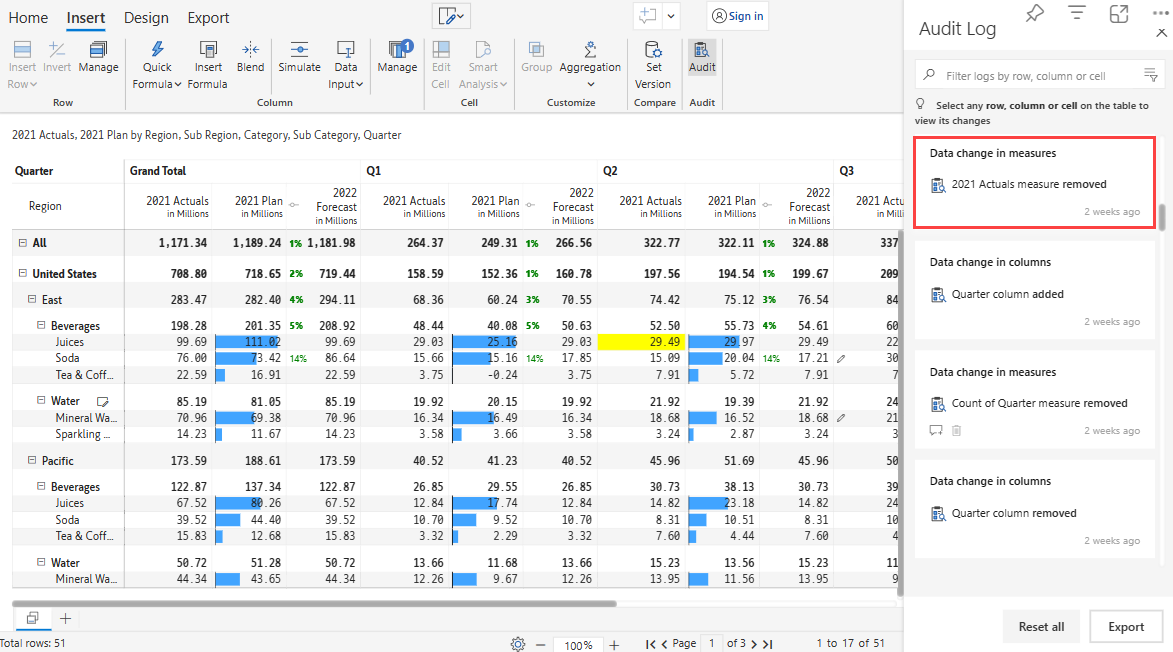 Home Insert Design Export
Sign in
Insert Row Invert Manage
Row
Quick Formula Insert Formula Blend Simulate Data Input
Column
Manage 1
Edit Cell Smart Analysis
Cell
Group Aggregation
Customize
Set Version
Compare
Audit
Audit
2021 Actuals, 2021 Plan by Region, Sub Region, Category, Sub Category, Quarter
Quarter Grand Total Q1 Q2 Q3
Region 2021 Actuals in Millions 2021 Plan in Millions 2022 Forecast in Millions 2021 Actuals in Millions 2021 Plan in Millions 2022 Forecast in Millions 2021 Actuals in Millions 2021 Plan in Millions 2022 Forecast in Millions 2021 Actu in Milli
All 1,171.34 1,189.24 1% 1,181.98 264.37 249.31 1% 266.56 322.77 322.11 1% 324.88 337
United States 708.80 718.65 2% 719.44 158.59 152.36 1% 160.78 197.56 194.54 1% 199.67 209
East 283.47 282.40 4% 294.11 68.36 60.24 3% 70.55 74.42 75.12 3% 76.54 84
Beverages 198.28 201.35 5% 208.92 48.44 40.08 5% 50.63 52.50 55.73 4% 54.61 60
Juices 99.69 111.02 99.69 29.03 25.16 29.03 29.49 29.97 29.49 22
Soda 76.00 73.42 14% 86.64 15.66 15.16 14% 17.85 15.09 20.04 14% 17.21 30
Tea & Coff... 22.59 16.91 22.59 3.75 -0.24 3.75 7.91 5.72 7.91 7
Water 85.19 81.05 85.19 19.92 20.15 19.92 21.92 19.39 21.92 24
Mineral Wa... 70.96 69.38 70.96 16.34 16.49 16.34 18.68 16.52 18.68 21
Sparkling ... 14.23 11.67 14.23 3.58 3.66 3.58 3.24 2.87 3.24 3
Pacific 173.59 188.61 173.59 40.52 41.23 40.52 45.96 51.69 45.96 50
Beverages 122.87 137.34 122.87 26.85 29.55 26.85 30.73 38.13 30.73 39
Juices 67.52 80.26 67.52 12.84 17.74 12.84 14.82 23.18 14.82 24
Soda 39.52 44.40 39.52 10.70 9.52 10.70 8.31 10.51 8.31 10
Tea & Coff... 15.83 12.68 15.83 3.32 2.29 3.32 7.60 4.44 7.60 4
Water 50.72 51.28 50.72 13.66 11.68 13.66 15.23 13.56 15.23 11
Mineral Wa... 44.34 43.65 44.34 12.26 9.67 12.26 13.95 11.56 13.95 9
Total rows: 51 100% Page 1 of 3 1 to 17 of 51
Audit Log
Filter logs by row, column or cell
Select any row, column or cell on the table to
view its changes
Data change in measures
2021 Actuals measure removed
2 weeks ago
Data change in columns
Quarter column added
2 weeks ago
Data change in measures
Count of Quarter measure removed
2 weeks ago
Data change in columns
Quarter column removed
2 weeks ago
Reset all Export